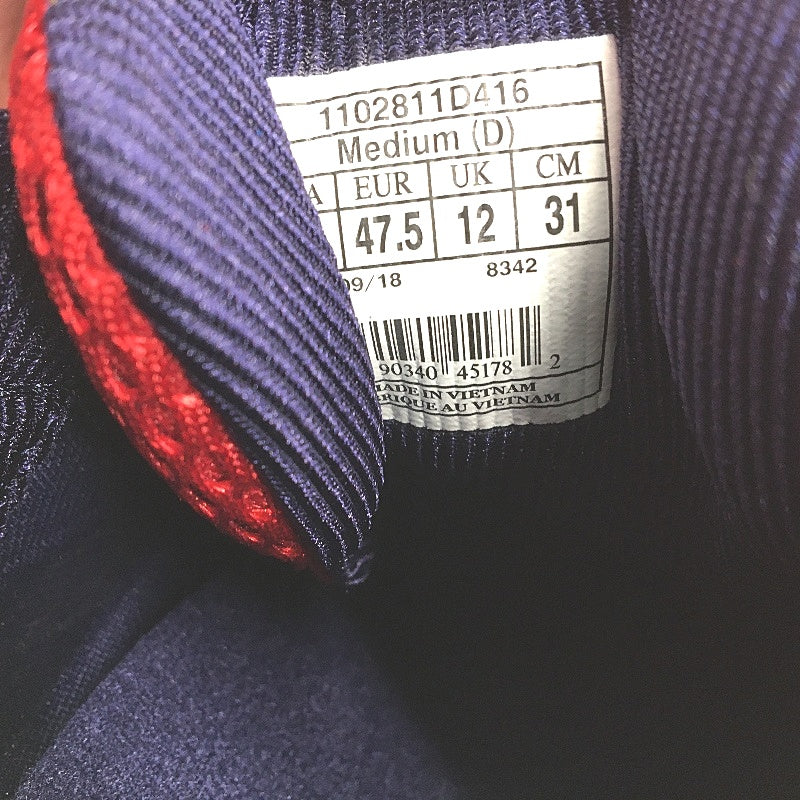 1102811D416
Medium (D)
A EUR UK CM
47.5 12 31
09/18 8342
90340 45178 2
MADE IN VIETNAM
RIQUE AU VIETNAM